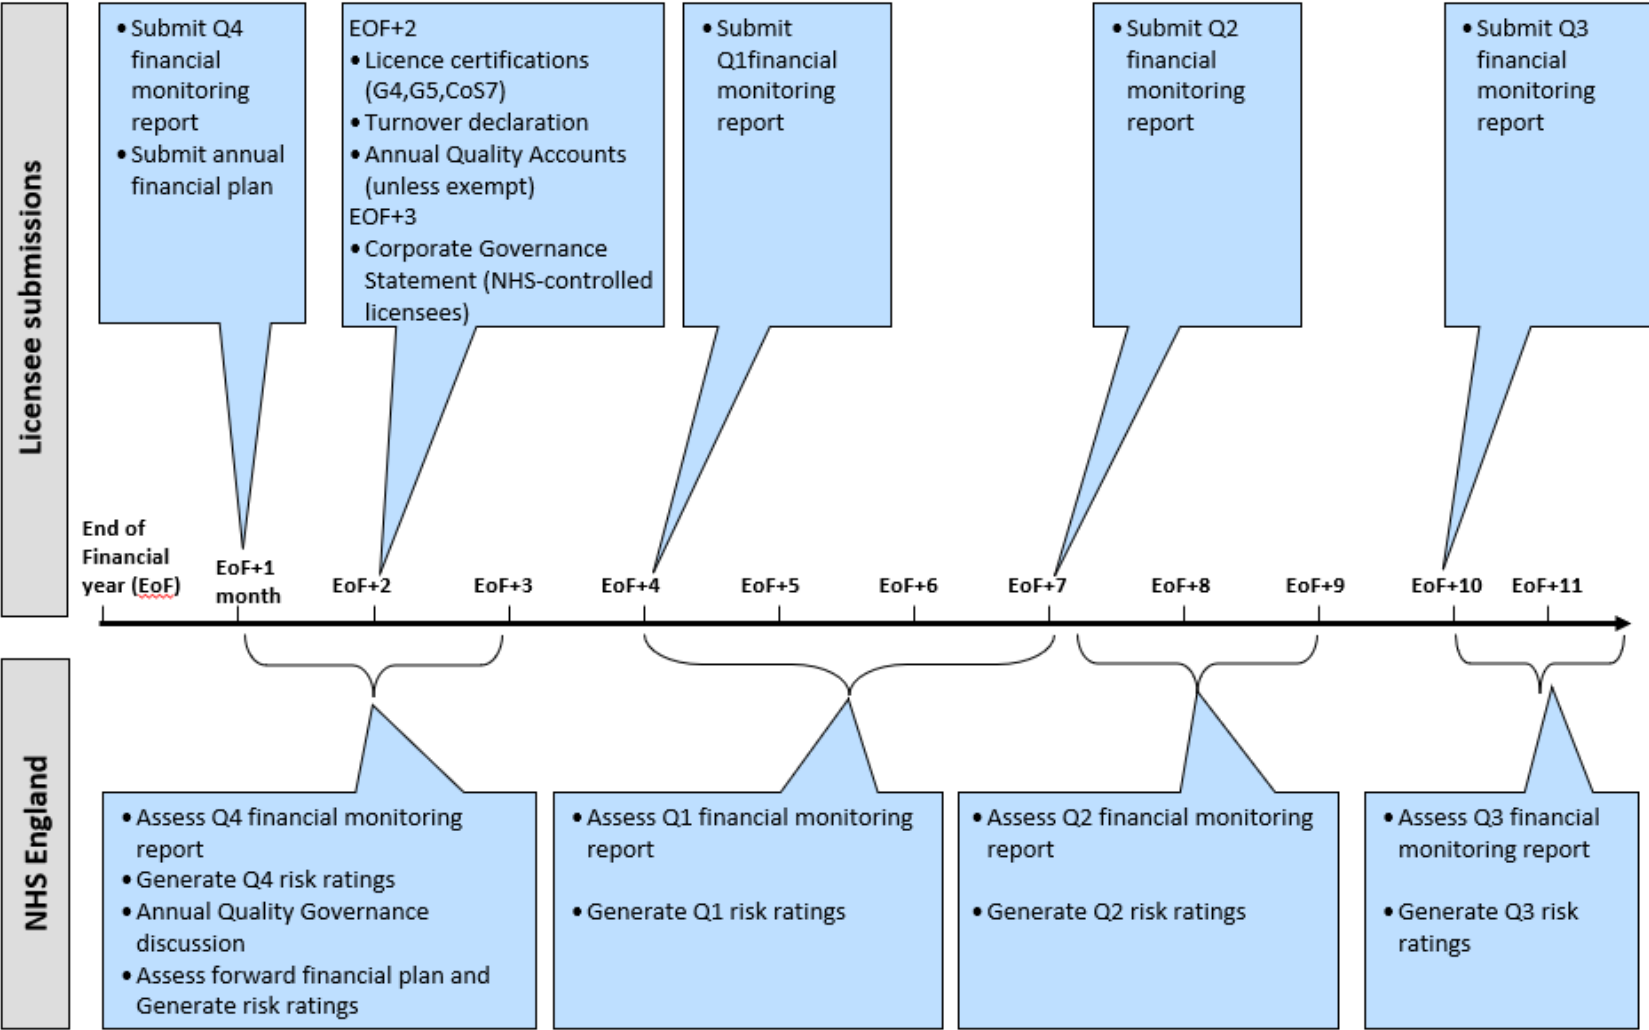 Licensee submissions
• Submit Q4
financial
monitoring
report
• Submit annual
financial plan
EOF+2
• Licence certifications
(G4,G5,CoS7)
• Turnover declaration
• Annual Quality Accounts
(unless exempt)
EOF+3
• Corporate Governance
Statement (NHS-controlled
licensees)
• Submit
Q1financial
monitoring
report
• Submit Q2
financial
monitoring
report
• Submit Q3
financial
monitoring
report
End of
Financial
year (EoF)
EoF+1
month
EoF+2
EoF+3
EoF+4
EoF+5
EoF+6
EoF+7
EoF+8
EoF+9
EoF+10
EoF+11
NHS England
• Assess Q4 financial monitoring
report
• Generate Q4 risk ratings
• Annual Quality Governance
discussion
• Assess forward financial plan and
Generate risk ratings
• Assess Q1 financial monitoring
report
• Generate Q1 risk ratings
• Assess Q2 financial monitoring
report
• Generate Q2 risk ratings
• Assess Q3 financial
monitoring report
• Generate Q3 risk
ratings